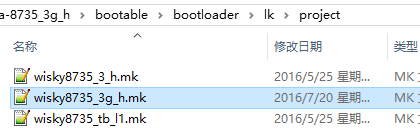 a-8735_3g_h > bootable > bootloader > lk > project
名称 修改日期 类型
wisky8735_3_h.mk 2016/5/25 星期... MK
wisky8735_3g_h.mk 2016/7/20 星期... MK
wisky8735_tb_l1.mk 2016/5/25 星期... MK